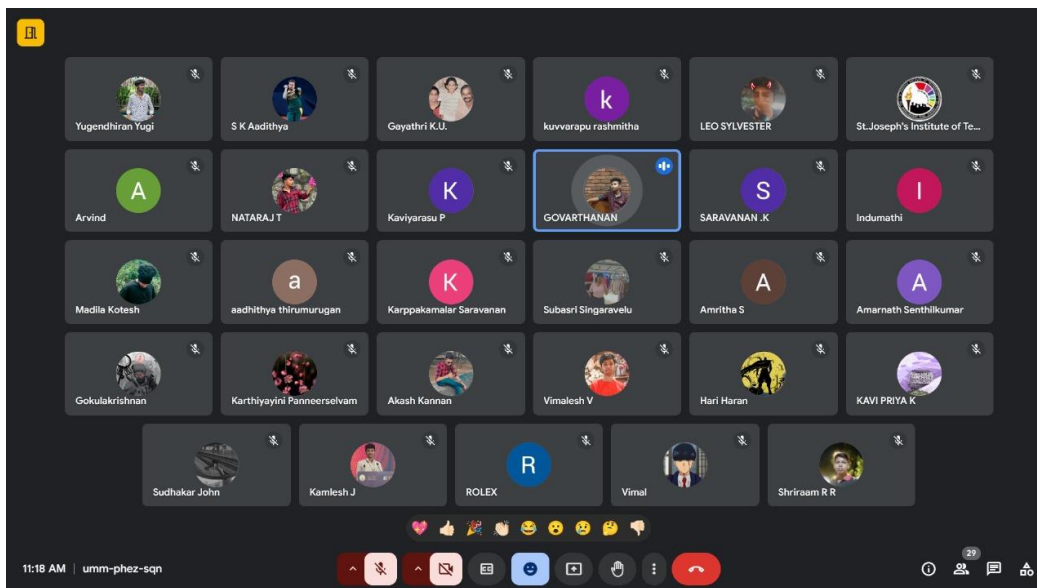 Yugendhiran Yugi
S K Aadithya
Gayathri K.U.
k
kuvvarapu rashmitha
LEO SYLVESTER
St.Joseph's Institute of Te...
A
Arvind
NATARAJ T
K
Kaviyarasu P
GOVARTHANAN
S
SARAVANAN .K
I
Indumathi
Madila Kotesh
a
aadhithya thirumurugan
K
Karppakamalar Saravanan
Subasri Singaravelu
A
Amritha S
A
Amarnath Senthilkumar
Gokulakrishnan
Karthiyayini Panneerselvam
Akash Kannan
Vimalesh V
Hari Haran
KAVI PRIYA K
Sudhakar John
Kamlesh J
R
ROLEX
Vimal
Shriraam R R
11:18 AM | umm-phez-sqn
CC
29